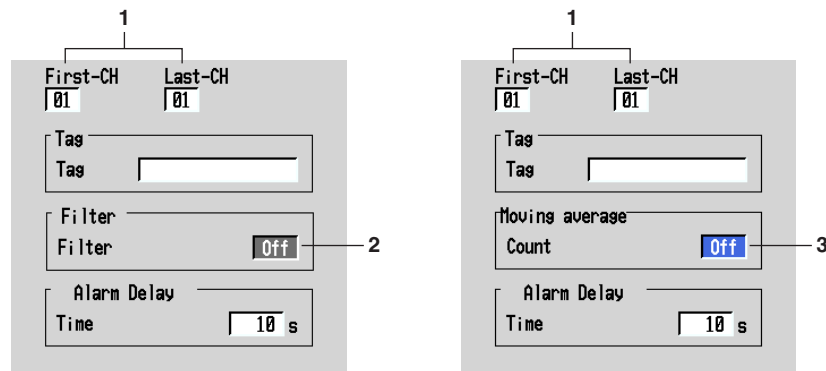 1
First-CH Last-CH
01 01
Tag
Tag
Filter
Filter Off 2
Alarm Delay
Time 10 s
1
First-CH Last-CH
01 01
Tag
Tag
Moving average
Count Off 3
Alarm Delay
Time 10 s